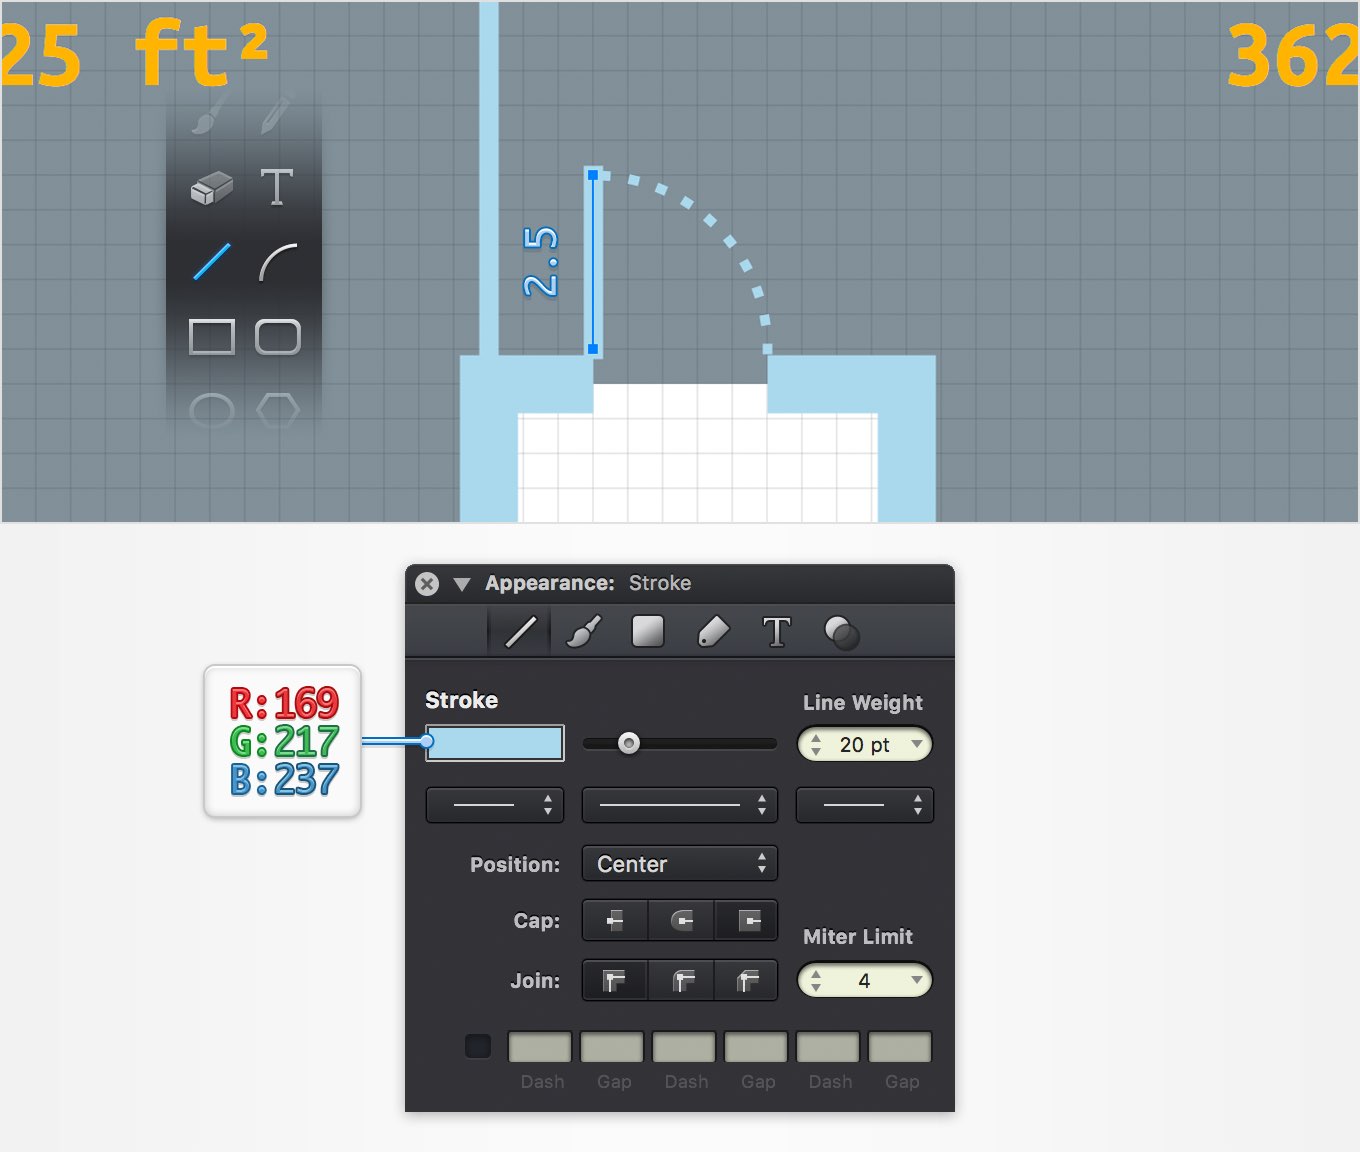 25 ft²
362
T
2.5
Appearance: Stroke
T
R:169
G:217
B:237
Stroke
Line Weight
20 pt
Position: Center
Cap:
Miter Limit
Join:
4
Dash Gap Dash Gap Dash Gap